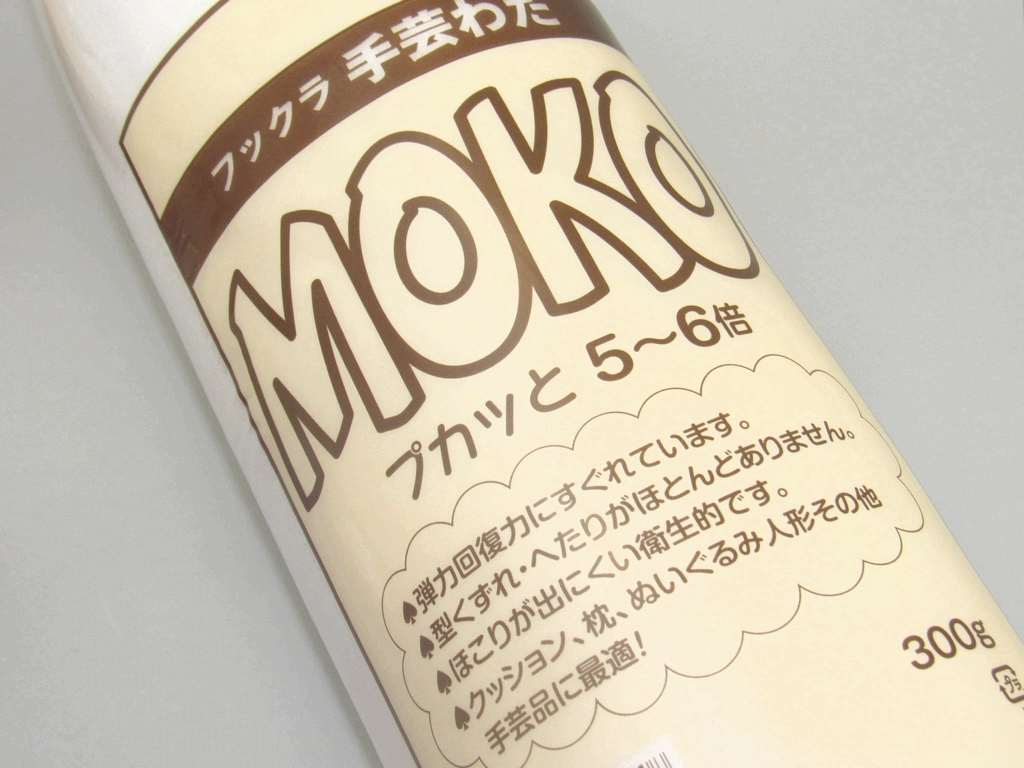 フックラ 手芸わた
MOKO
プカッと 5〜6倍
♠弾力回復力にすぐれています。
♠型くずれ・へたりがほとんどありません。
♠ほこりが出にくい衛生的です。
♠クッション、枕、ぬいぐるみ人形その他
手芸品に最適!
300g
プラ